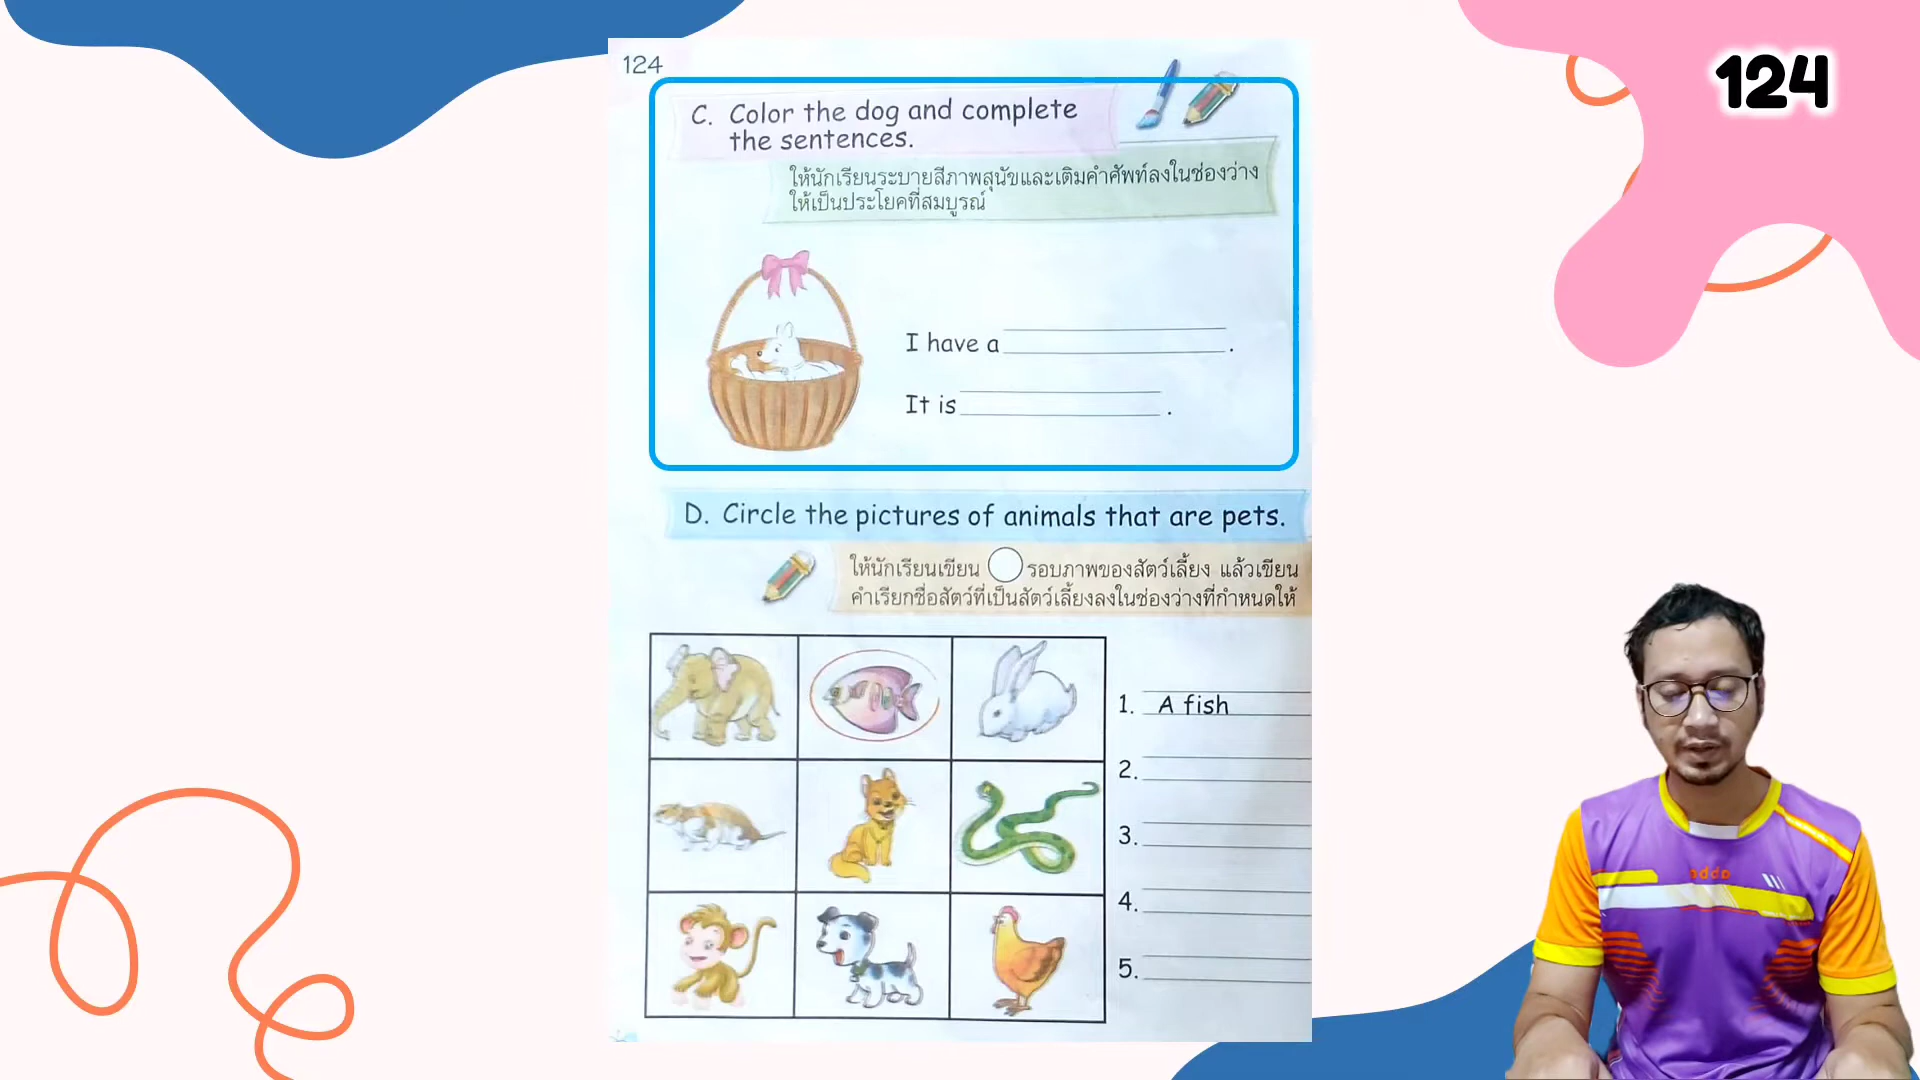 124
124
C. Color the dog and complete
the sentences.
ให้นักเรียนระบายสีภาพสุนัขและเติมคำศัพท์ลงในช่องว่าง
ให้เป็นประโยคที่สมบูรณ์
I have a .
It is .
D. Circle the pictures of animals that are pets.
ให้นักเรียนเขียน รอบภาพของสัตว์เลี้ยง แล้วเขียน
คำเรียกชื่อสัตว์ที่เป็นสัตว์เลี้ยงลงในช่องว่างที่กำหนดให้
1. A fish
2.
3.
4.
5.
addo